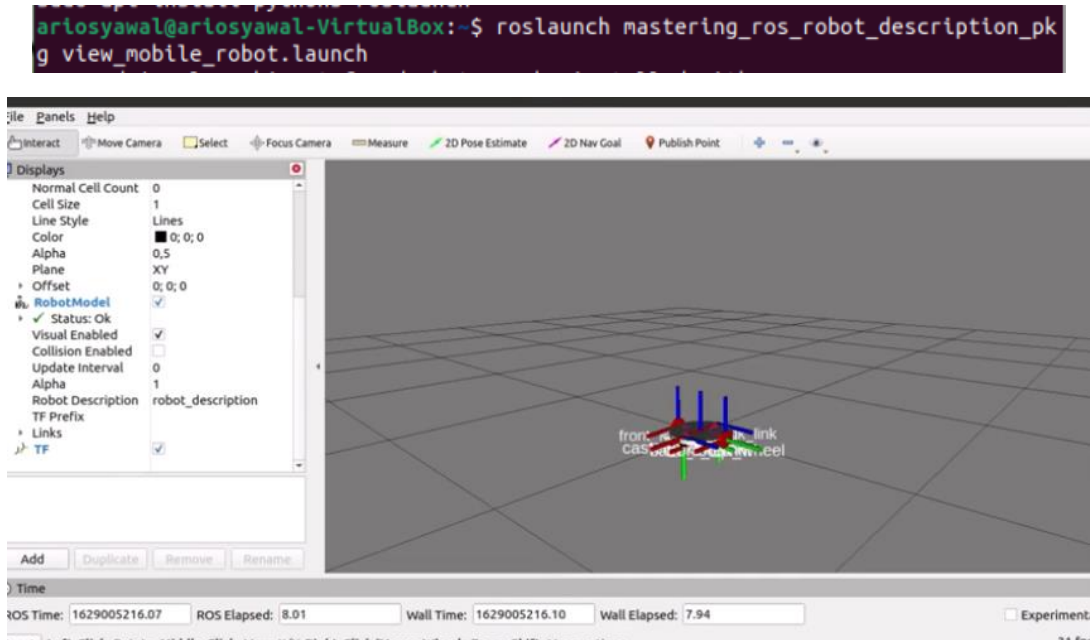 ariosyawal@ariosyawal-VirtualBox:~$ roslaunch mastering_ros_robot_description_pk
g view_mobile_robot.launch
File Panels Help
Interact Move Camera Select Focus Camera Measure 2D Pose Estimate 2D Nav Goal Publish Point
Displays
Normal Cell Count 0
Cell Size 1
Line Style Lines
Color 0; 0; 0
Alpha 0,5
Plane XY
Offset 0; 0; 0
RobotModel
Status: Ok
Visual Enabled
Collision Enabled
Update Interval 0
Alpha 1
Robot Description robot_description
TF Prefix
Links
TF
Add Duplicate Remove Rename
Time
ROS Time: 1629005216.07 ROS Elapsed: 8.01 Wall Time: 1629005216.10 Wall Elapsed: 7.94 Experimental